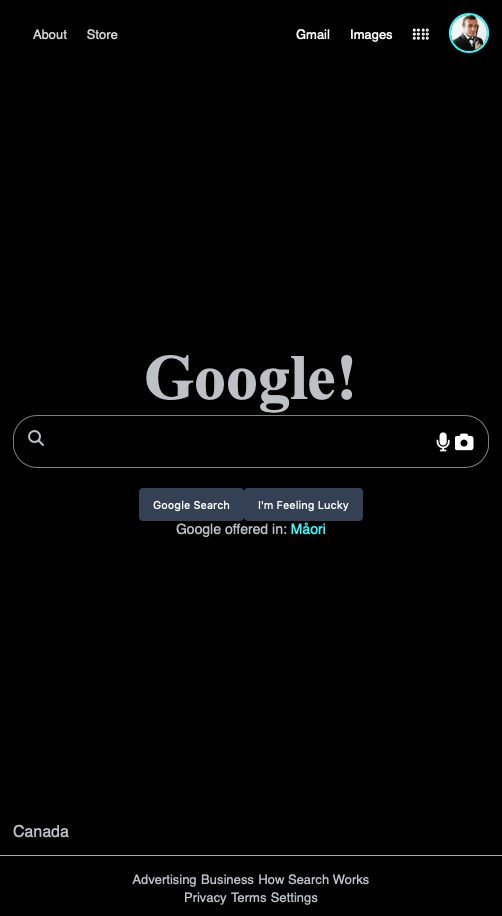 About Store Gmail Images
Google!
Google Search I'm Feeling Lucky
Google offered in: Måori
Canada
Advertising Business How Search Works
Privacy Terms Settings